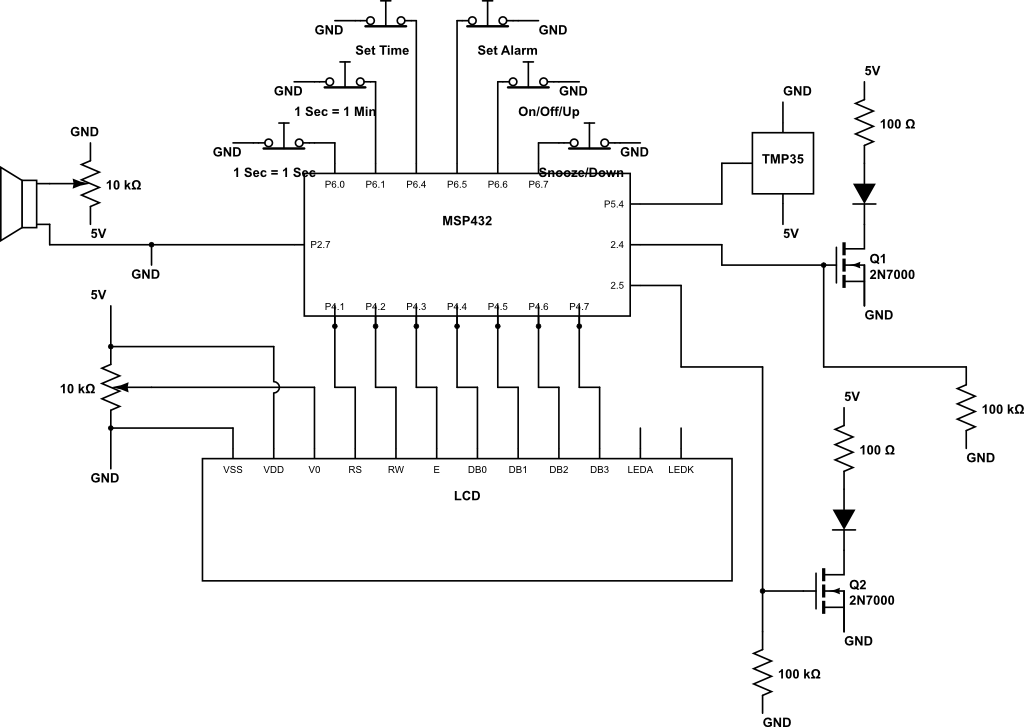 GND
GND
Set Time
Set Alarm
GND
GND
1 Sec = 1 Min
On/Off/Up
GND
GND
1 Sec = 1 Sec
Snooze/Down
P6.0 P6.1 P6.4 P6.5 P6.6 P6.7
MSP432
P5.4
P2.7
2.4
2.5
P4.1 P4.2 P4.3 P4.4 P4.5 P4.6 P4.7
GND
10 kΩ
5V
GND
5V
10 kΩ
GND
VSS VDD V0 RS RW E DB0 DB1 DB2 DB3 LEDA LEDK
LCD
GND
TMP35
5V
5V
100 Ω
Q1
2N7000
GND
100 kΩ
GND
5V
100 Ω
Q2
2N7000
GND
100 kΩ
GND